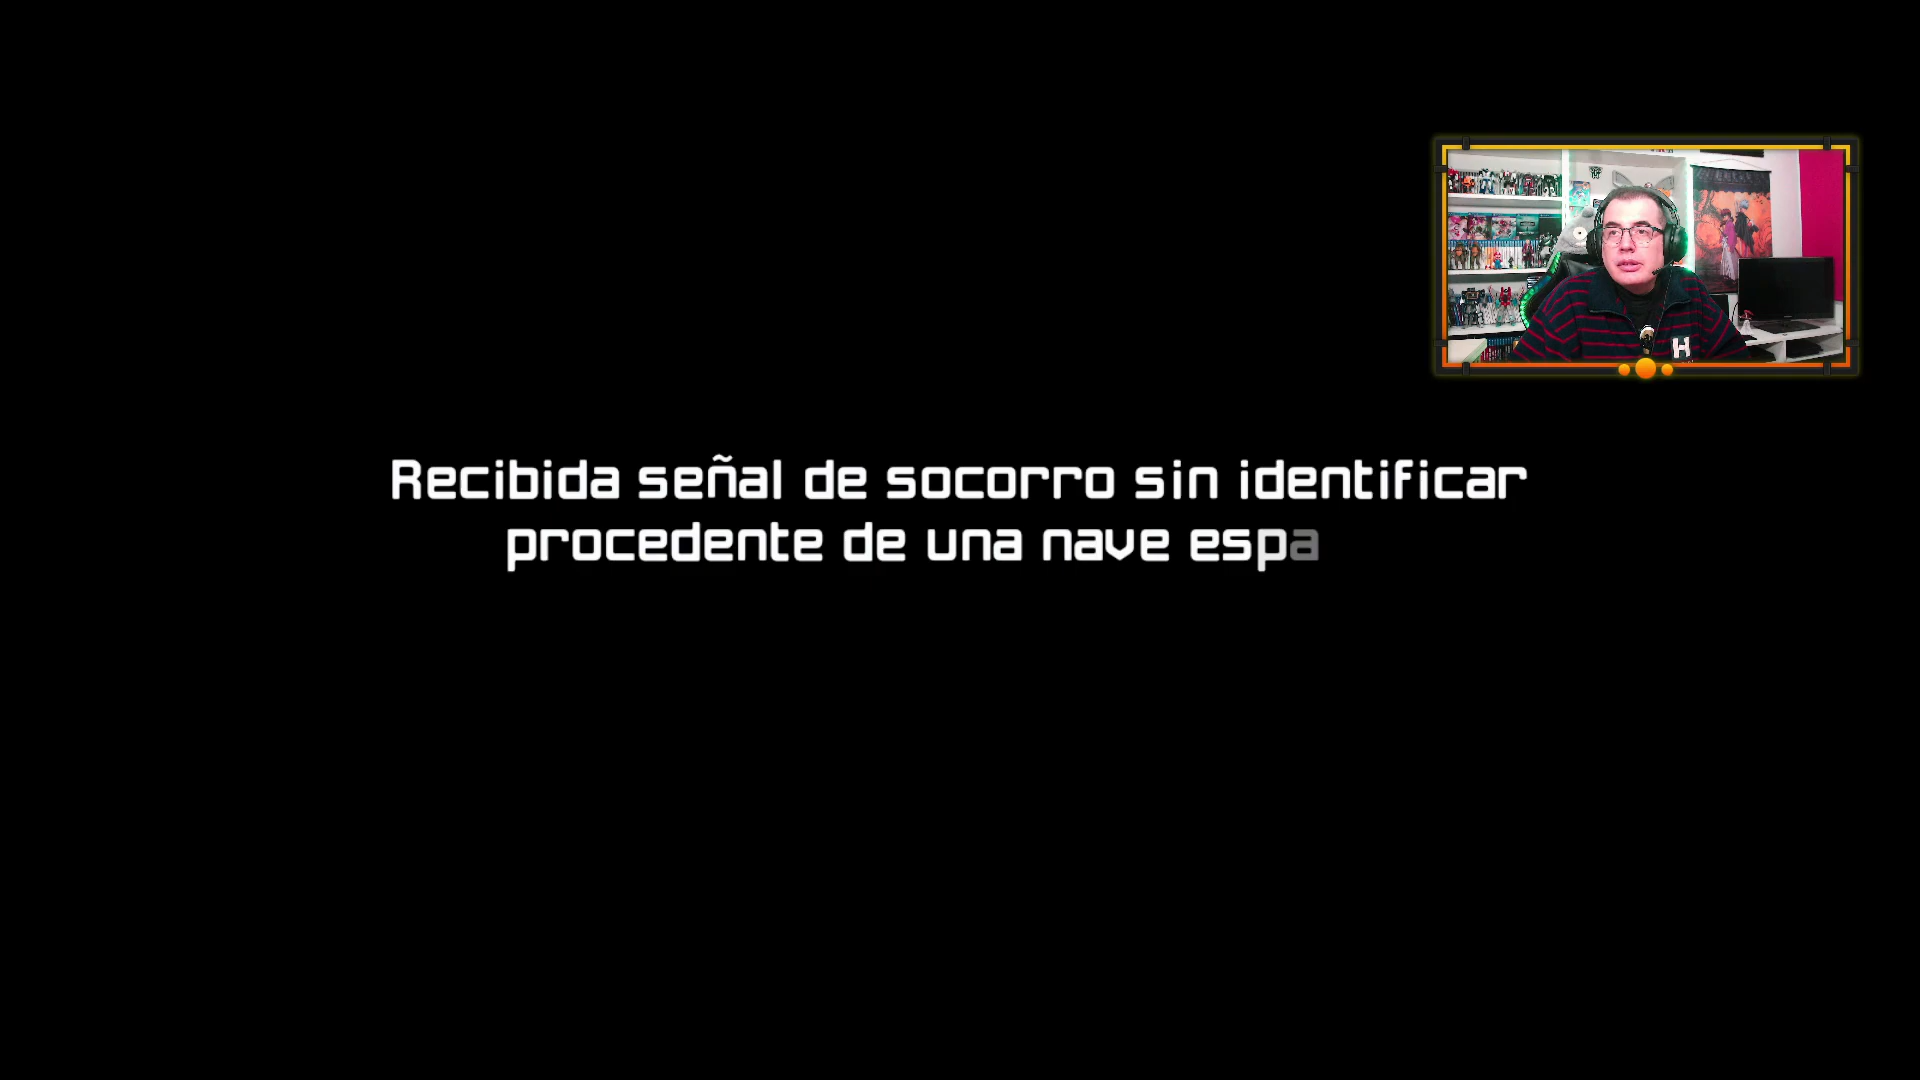 Recibida señal de socorro sin identificar
procedente de una nave espa
H